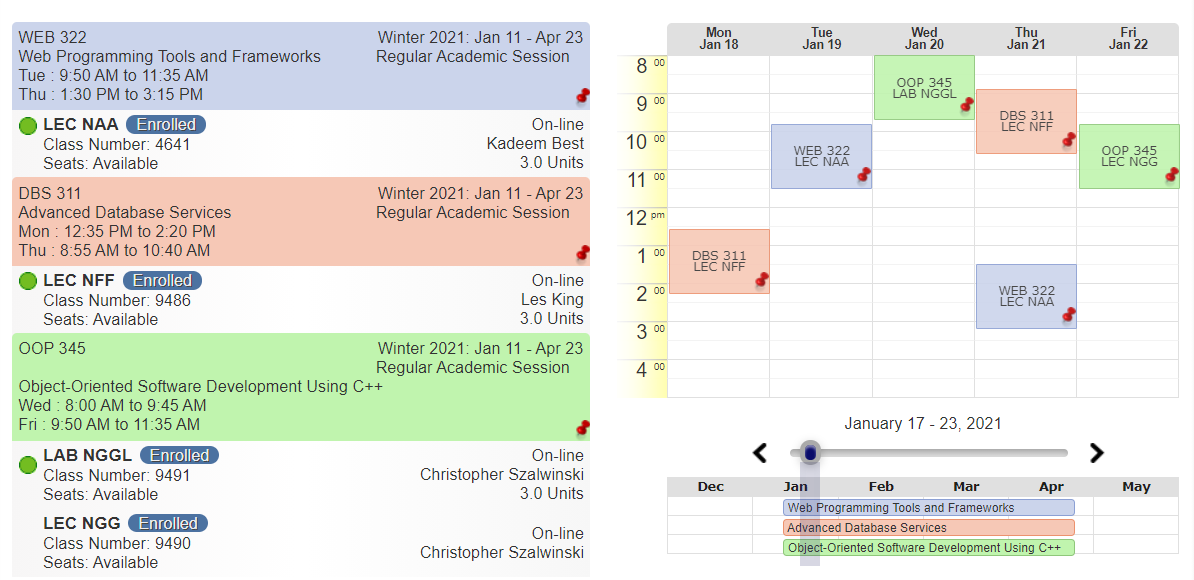 WEB 322 Winter 2021: Jan 11 - Apr 23
Web Programming Tools and Frameworks Regular Academic Session
Tue : 9:50 AM to 11:35 AM
Thu : 1:30 PM to 3:15 PM
LEC NAA Enrolled On-line
Class Number: 4641 Kadeem Best
Seats: Available 3.0 Units
DBS 311 Winter 2021: Jan 11 - Apr 23
Advanced Database Services Regular Academic Session
Mon : 12:35 PM to 2:20 PM
Thu : 8:55 AM to 10:40 AM
LEC NFF Enrolled On-line
Class Number: 9486 Les King
Seats: Available 3.0 Units
OOP 345 Winter 2021: Jan 11 - Apr 23
Regular Academic Session
Object-Oriented Software Development Using C++
Wed : 8:00 AM to 9:45 AM
Fri : 9:50 AM to 11:35 AM
LAB NGGL Enrolled On-line
Class Number: 9491 Christopher Szalwinski
Seats: Available 3.0 Units
LEC NGG Enrolled
On-line
Class Number: 9490 Christopher Szalwinski
Seats: Available
Mon Tue Wed Thu Fri
Jan 18 Jan 19 Jan 20 Jan 21 Jan 22
8 00
OOP 345
LAB NGGL
9 00
DBS 311
LEC NFF
10 00
WEB 322 OOP 345
LEC NAA LEC NGG
11 00
12 pm
1 00
DBS 311
LEC NFF
2 00
WEB 322
LEC NAA
3 00
4 00
January 17 - 23, 2021
Dec Jan Feb Mar Apr May
Web Programming Tools and Frameworks
Advanced Database Services
Object-Oriented Software Development Using C++